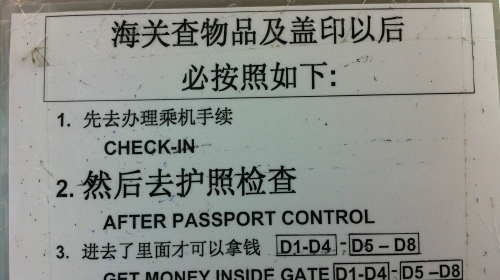 海关查物品及盖印以后
必按照如下:
1. 先去办理乘机手续
CHECK-IN
2. 然后去护照检查
AFTER PASSPORT CONTROL
3. 进去了里面才可以拿钱 D1-D4 - D5 – D8
GET MONEY INSIDE GATE D1-D4 - D5 – D8